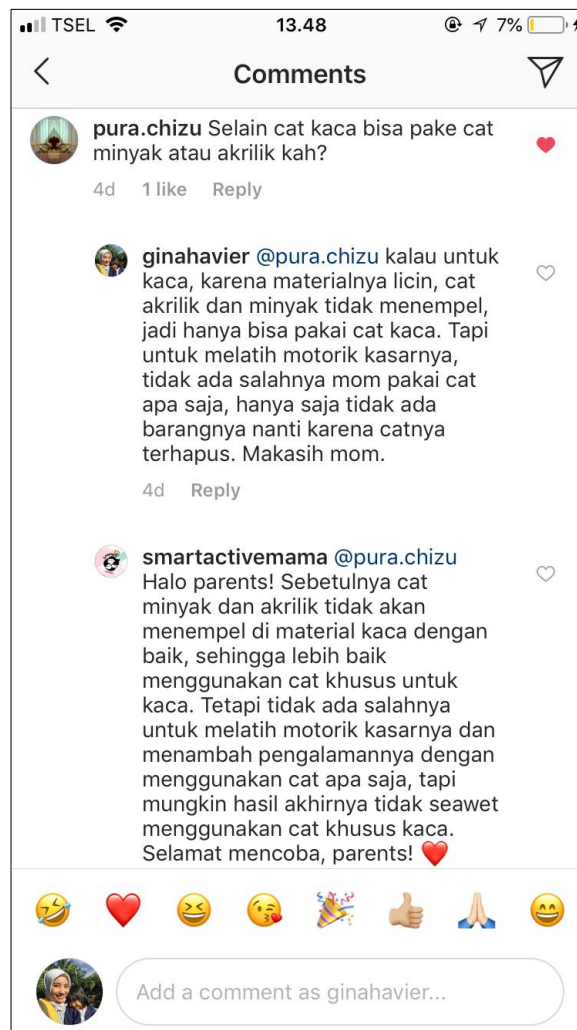 TSEL 13.48 7%
Comments
pura.chizu Selain cat kaca bisa pake cat
minyak atau akrilik kah?
4d 1 like Reply
ginahavier @pura.chizu kalau untuk
kaca, karena materialnya licin, cat
akrilik dan minyak tidak menempel,
jadi hanya bisa pakai cat kaca. Tapi
untuk melatih motorik kasarnya,
tidak ada salahnya mom pakai cat
apa saja, hanya saja tidak ada
barangnya nanti karena catnya
terhapus. Makasih mom.
4d Reply
smartactivemama @pura.chizu
Halo parents! Sebetulnya cat
minyak dan akrilik tidak akan
menempel di material kaca dengan
baik, sehingga lebih baik
menggunakan cat khusus untuk
kaca. Tetapi tidak ada salahnya
untuk melatih motorik kasarnya dan
menambah pengalamannya dengan
menggunakan cat apa saja, tapi
mungkin hasil akhirnya tidak seawet
menggunakan cat khusus kaca.
Selamat mencoba, parents! ❤️
🤣 ❤️ 😆 😘 🎉 👍🏼 🙏🏼 😄
Add a comment as ginahavier...